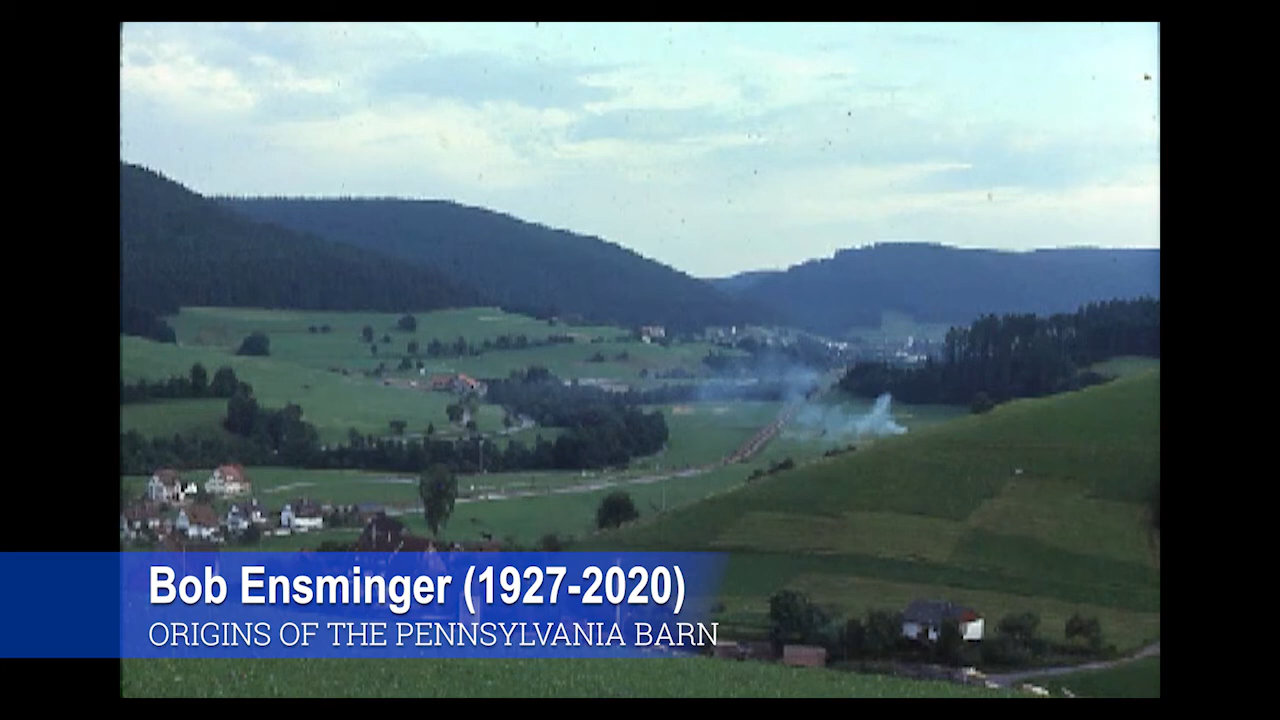 Bob Ensminger (1927-2020)
ORIGINS OF THE PENNSYLVANIA BARN